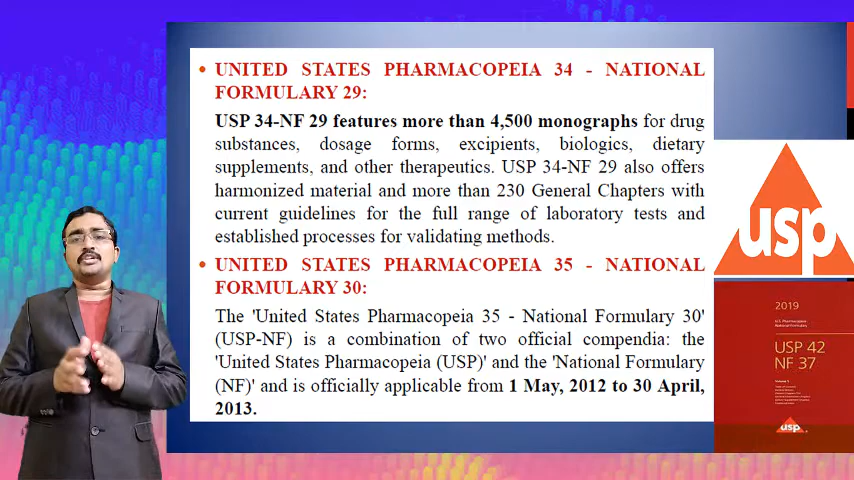 UNITED STATES PHARMACOPEIA 34 - NATIONAL
FORMULARY 29:
USP 34-NF 29 features more than 4,500 monographs for drug
substances, dosage forms, excipients, biologics, dietary
supplements, and other therapeutics. USP 34-NF 29 also offers
harmonized material and more than 230 General Chapters with
current guidelines for the full range of laboratory tests and
established processes for validating methods.
UNITED STATES PHARMACOPEIA 35 - NATIONAL
FORMULARY 30:
The 'United States Pharmacopeia 35 - National Formulary 30'
(USP-NF) is a combination of two official compendia: the
'United States Pharmacopeia (USP)' and the 'National Formulary
(NF)' and is officially applicable from 1 May, 2012 to 30 April,
2013.
usp
2019
USP 42
NF 37
usp